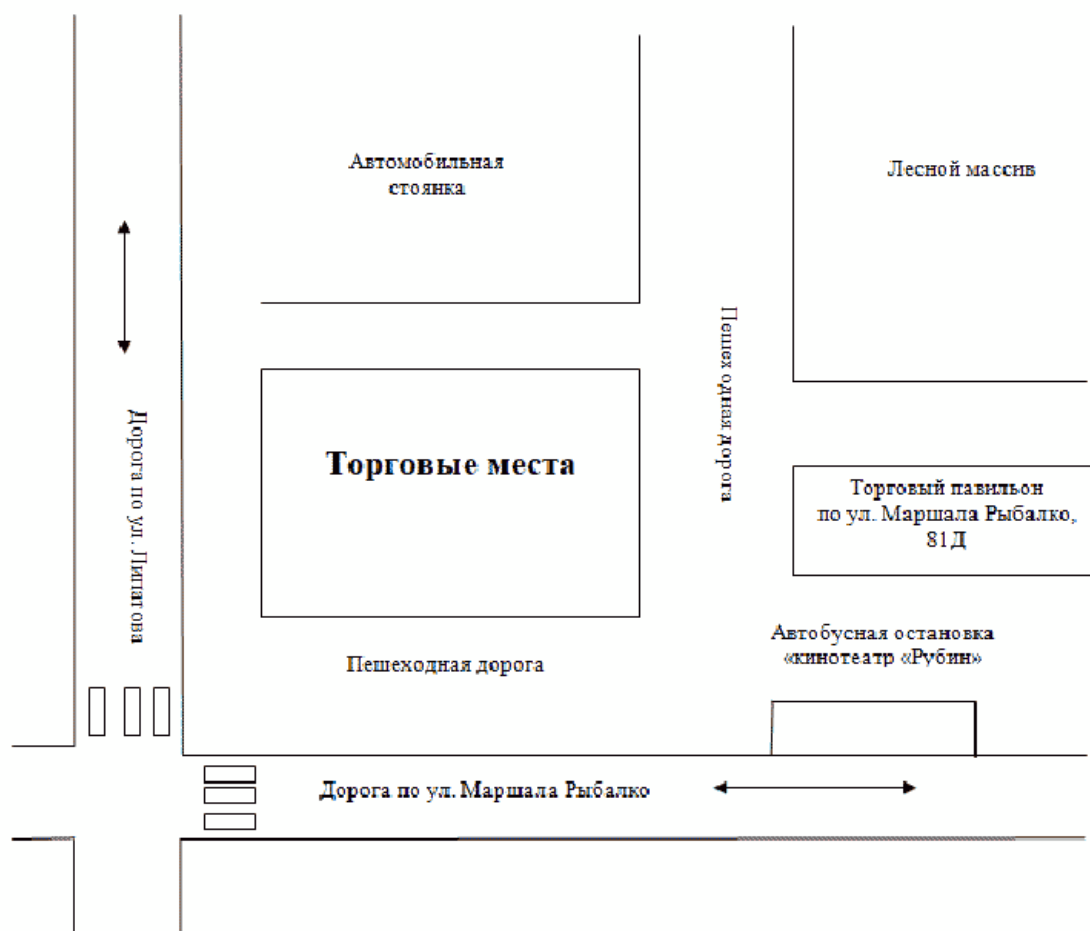 Автомобильная
стоянка
Лесной массив
Пешеходная дорога
Дорога по ул. Липатова
Торговые места
Торговый павильон
по ул. Маршала Рыбалко,
81Д
Автобусная остановка
«кинотеатр «Рубин»
Пешеходная дорога
Дорога по ул. Маршала Рыбалко